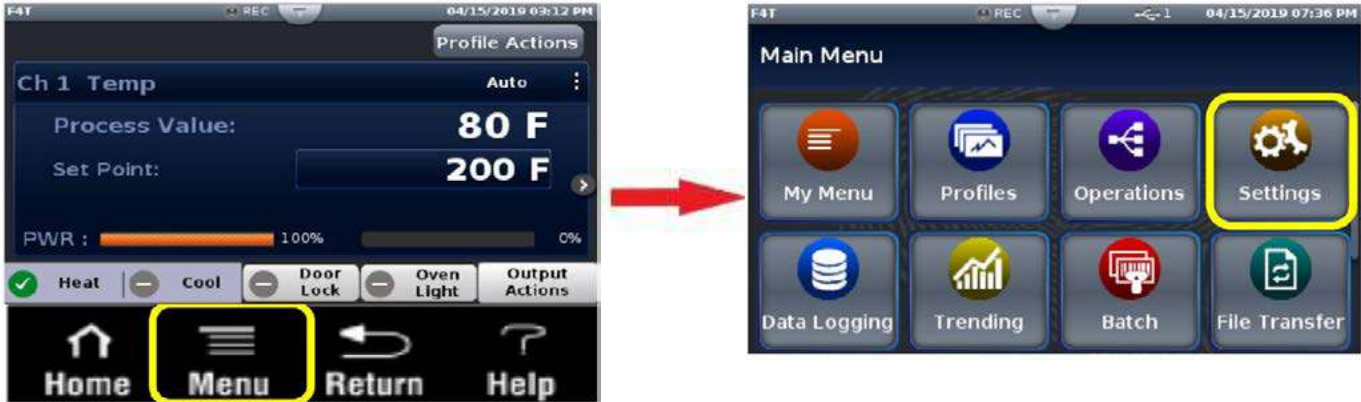 F4T REC 04/15/2019 03:12 PM
Profile Actions
Ch 1 Temp Auto
Process Value: 80 F
Set Point: 200 F
PWR : 100% 0%
Heat Cool Door Lock Oven Light Output Actions
Home Menu Return Help
F4T REC 1 04/15/2019 07:36 PM
Main Menu
My Menu Profiles Operations Settings
Data Logging Trending Batch File Transfer